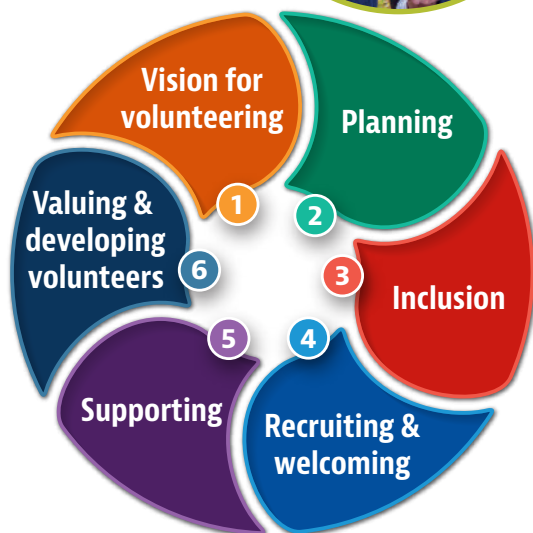 1
Vision for
volunteering
2
Planning
3
Inclusion
4
Recruiting &
welcoming
5
Supporting
6
Valuing &
developing
volunteers